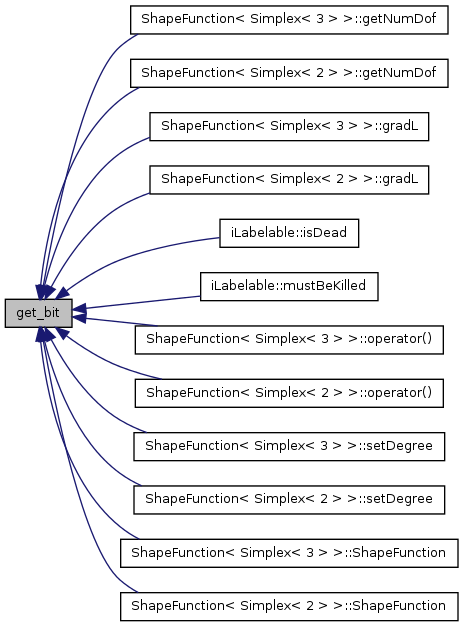 ShapeFunction< Simplex< 3 > >::getNumDof
ShapeFunction< Simplex< 2 > >::getNumDof
ShapeFunction< Simplex< 3 > >::gradL
ShapeFunction< Simplex< 2 > >::gradL
iLabelable::isDead
iLabelable::mustBeKilled
get_bit
ShapeFunction< Simplex< 3 > >::operator()
ShapeFunction< Simplex< 2 > >::operator()
ShapeFunction< Simplex< 3 > >::setDegree
ShapeFunction< Simplex< 2 > >::setDegree
ShapeFunction< Simplex< 3 > >::ShapeFunction
ShapeFunction< Simplex< 2 > >::ShapeFunction